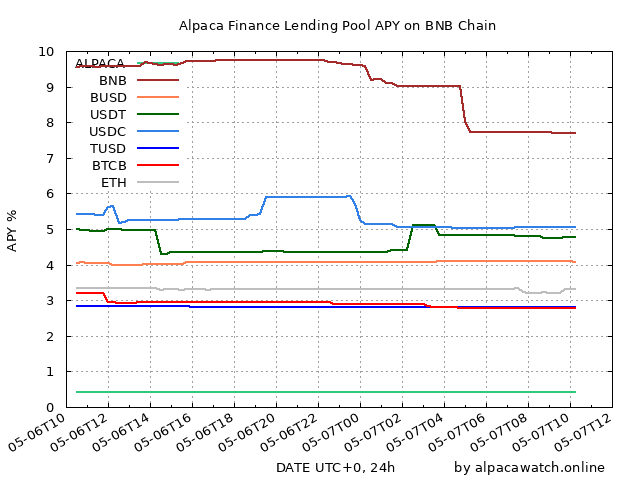 Alpaca Finance Lending Pool APY on BNB Chain
APY %
10
9
8
7
6
5
4
3
2
1
0
ALPACA
BNB
BUSD
USDT
USDC
TUSD
BTCB
ETH
05-06T10
05-06T12
05-06T14
05-06T16
05-06T18
05-06T20
05-06T22
05-07T00
05-07T02
05-07T04
05-07T06
05-07T08
05-07T10
05-07T12
DATE UTC+0, 24h
by alpacawatch.online